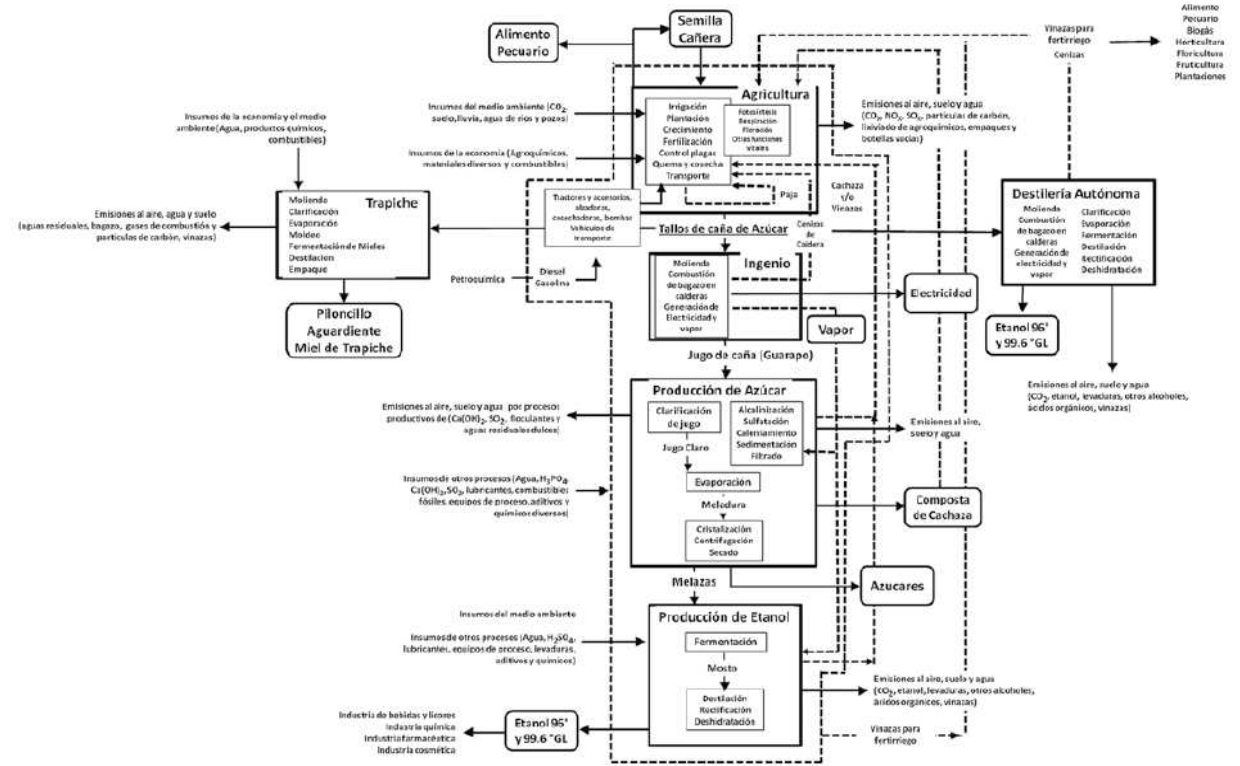 Alimento
Pecuario
Semilla
Cañera
Vinazas para
fertirriego
Cenizas
Alimento
Pecuario
Biogás
Horticultura
Floricultura
Fruticultura
Plantaciones
Agricultura
Irrigación
Plantación
Crecimiento
Fertilización
Control plagas
Quema y cosecha
Transporte
Fotosíntesis
Respiración
Floración
Otras funciones
vitales
Insumos del medio ambiente (CO2,
suelo, lluvia, agua de ríos y pozos)
Insumos de la economía (Agroquímicos,
materiales diversos y combustibles)
Emisiones al aire, suelo y agua
(CO2, NOx, SOx, partículas de carbón,
lixiviado de agroquímicos, empaques y
botellas vacías)
Insumos de la economía y el medio
ambiente (Agua, productos químicos,
combustibles)
Trapiche
Molienda
Clarificación
Evaporación
Moldeo
Fermentación de Mieles
Destilacion
Empaque
Emisiones al aire, agua y suelo
(aguas residuales, bagazo, gases de combustión y
partículas de carbón, vinazas)
Piloncillo
Aguardiente
Miel de Trapiche
Tractores y accesorios,
alzadoras,
cosechadoras, bombas
Vehículos de
transporte
Petroquímica
Diesel
Gasolina
Paja
Cachaza
y/o
Vinazas
Cenizas
de
Caldera
Tallos de caña de Azúcar
Destilería Autónoma
Molienda
Combustión
de bagazo en
calderas
Generación de
electricidad y
vapor
Clarificación
Evaporación
Fermentación
Destilación
Rectificación
Deshidratación
Etanol 96°
y 99.6 °GL
Emisiones al aire, suelo y agua
(CO2, etanol, levaduras, otros alcoholes,
ácidos orgánicos, vinazas)
Ingenio
Molienda
Combustión
de bagazo en
calderas
Generación de
Electricidad y
vapor
Electricidad
Vapor
Jugo de caña (Guarapo)
Producción de Azúcar
Clarificación
de jugo
Jugo Claro
Alcalinización
Sulfatación
Calentamiento
Sedimentación
Filtrado
Evaporación
Meladura
Cristalización
Centrifugación
Secado
Emisiones al aire, suelo y agua por procesos
productivos de (Ca(OH)2, SO2, floculantes y
aguas residuales dulces)
Insumos de otros procesos (Agua, H3PO4,
Ca(OH)2, SO2, lubricantes, combustibles
fósiles, equipos de proceso, aditivos y
químicos diversos)
Emisiones al aire,
suelo y agua
Composta
de Cachaza
Melazas
Azucares
Insumos del medio ambiente
Insumos de otros procesos (Agua, H2SO4,
lubricantes, equipos de proceso, levaduras,
aditivos y químicos)
Producción de Etanol
Fermentación
Mosto
Destilación
Rectificación
Deshidratación
Emisiones al aire, suelo y agua
(CO2, etanol, levaduras, otros alcoholes,
ácidos orgánicos, vinazas)
Industria de bebidas y licores
Industria química
Industria farmacéutica
Industria cosmética
Etanol 96°
y 99.6 °GL
Vinazas para
fertirriego